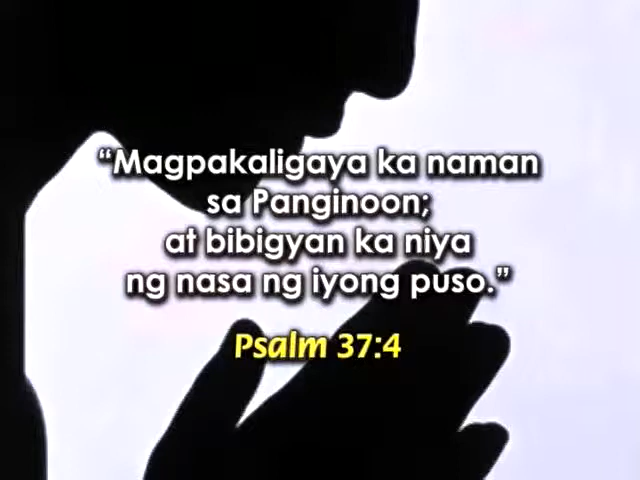 “Magpakaligaya ka naman
sa Panginoon;
at bibigyan ka niya
ng nasa ng iyong puso.”
Psalm 37:4